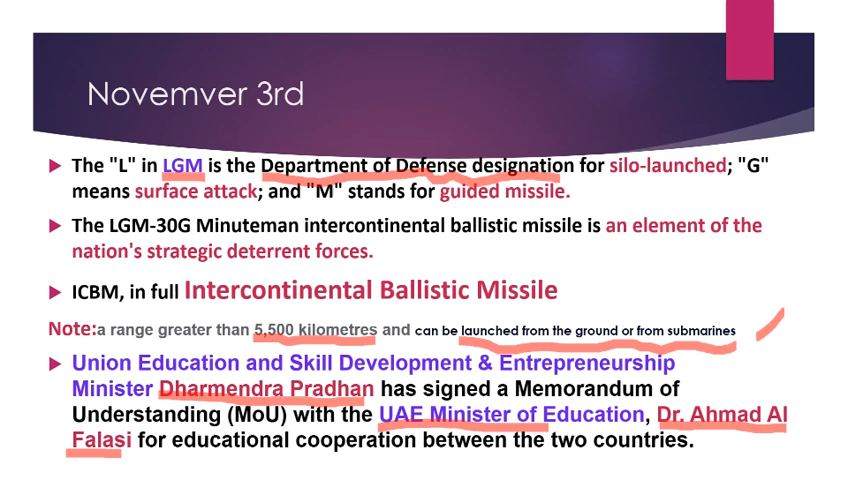 Novemver 3rd
The "L" in LGM is the Department of Defense designation for silo-launched; "G"
means surface attack; and "M" stands for guided missile.
The LGM-30G Minuteman intercontinental ballistic missile is an element of the
nation's strategic deterrent forces.
ICBM, in full Intercontinental Ballistic Missile
Note:a range greater than 5,500 kilometres and can be launched from the ground or from submarines
Union Education and Skill Development & Entrepreneurship
Minister Dharmendra Pradhan has signed a Memorandum of
Understanding (MoU) with the UAE Minister of Education, Dr. Ahmad Al
Falasi for educational cooperation between the two countries.